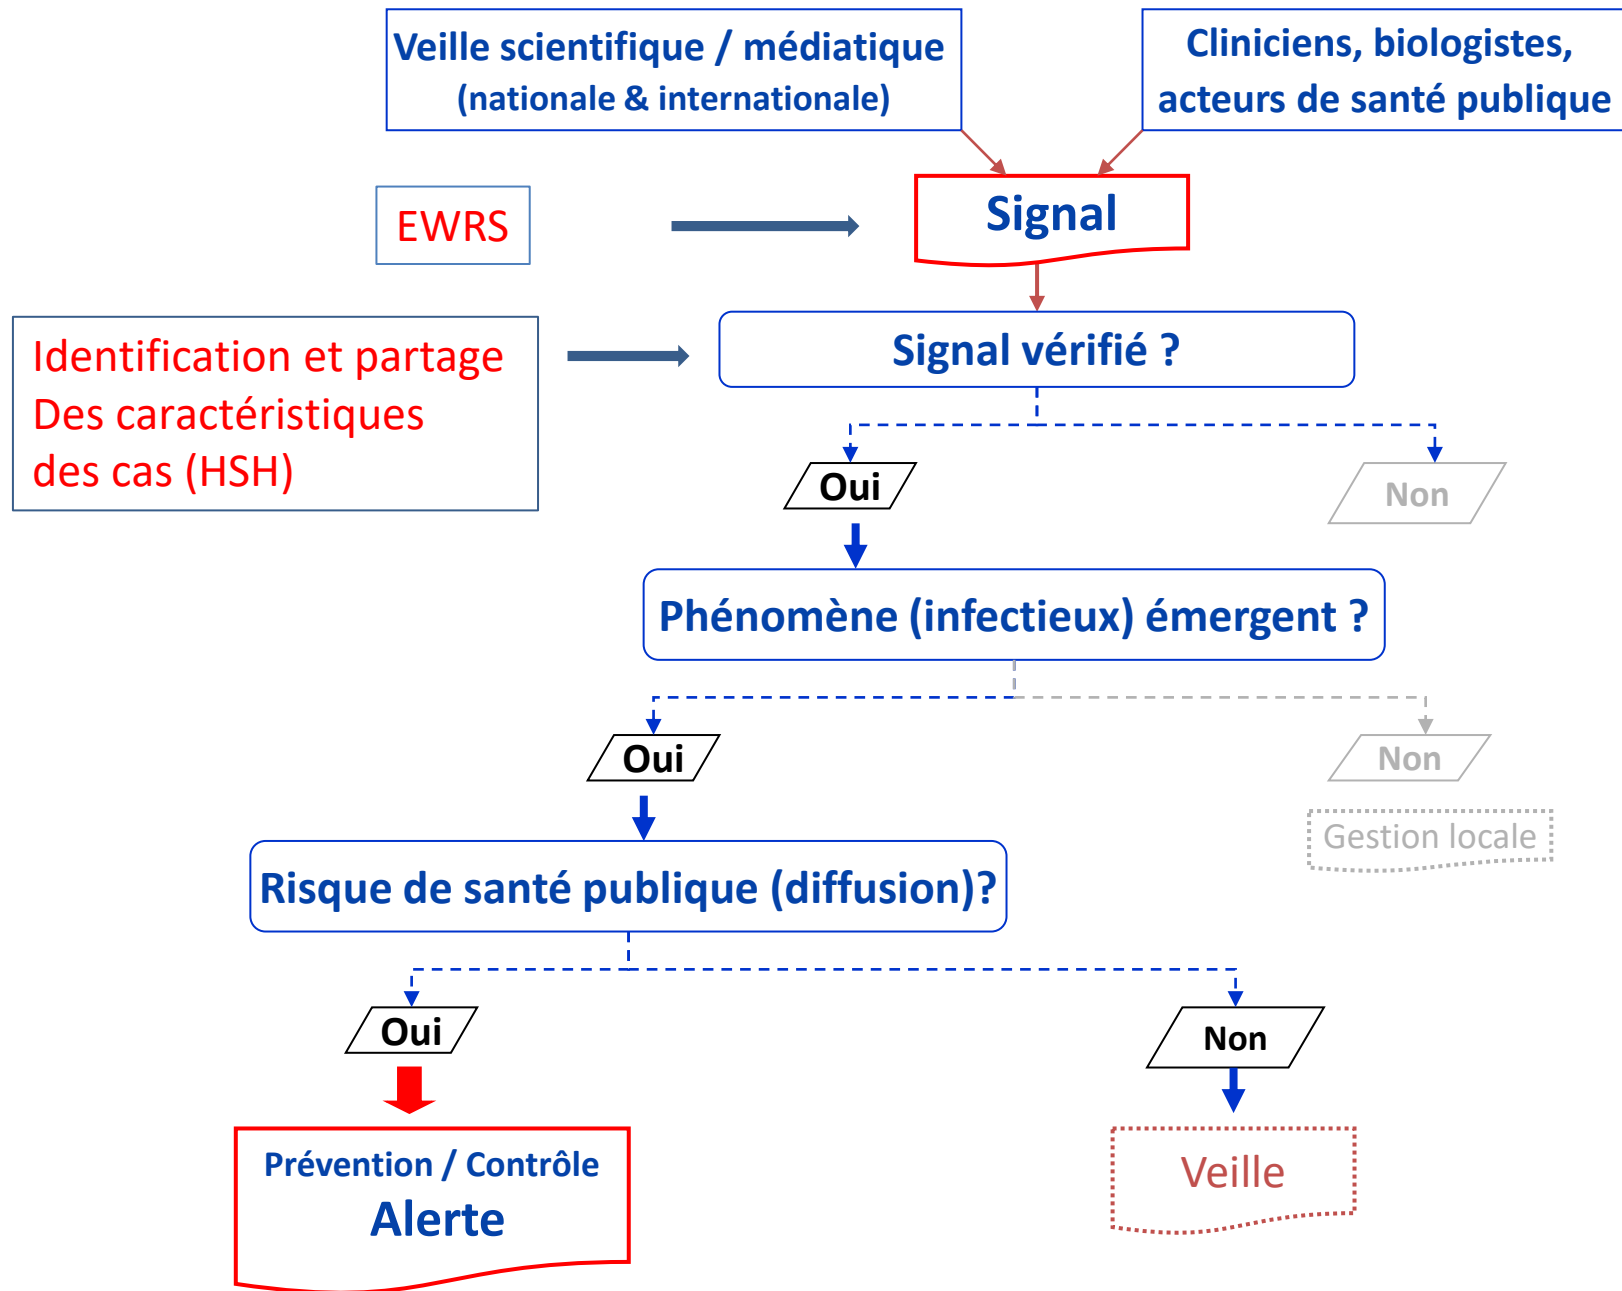 Veille scientifique / médiatique
(nationale & internationale)
Cliniciens, biologistes,
acteurs de santé publique
EWRS
Signal
Identification et partage
Des caractéristiques
des cas (HSH)
Signal vérifié ?
Oui
Non
Phénomène (infectieux) émergent ?
Oui
Non
Gestion locale
Risque de santé publique (diffusion)?
Oui
Non
Prévention / Contrôle
Alerte
Veille